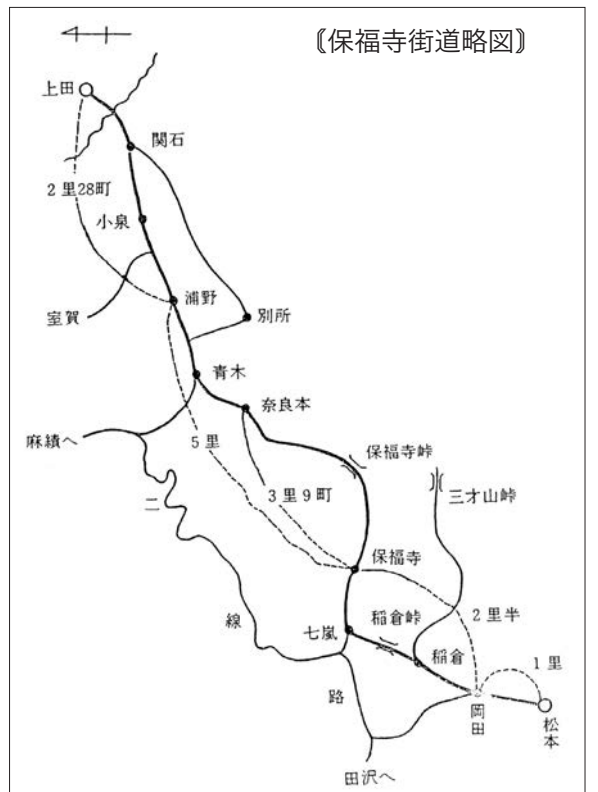 〘保福寺街道略図〙
上田
関石
2里28町
小泉
室賀
浦野
別所
青木
奈良本
麻績へ
5里
保福寺峠
二
3里9町
三才山峠
保福寺
稲倉峠
2里半
線
七嵐
稲倉
1里
路
岡田
松本
田沢へ